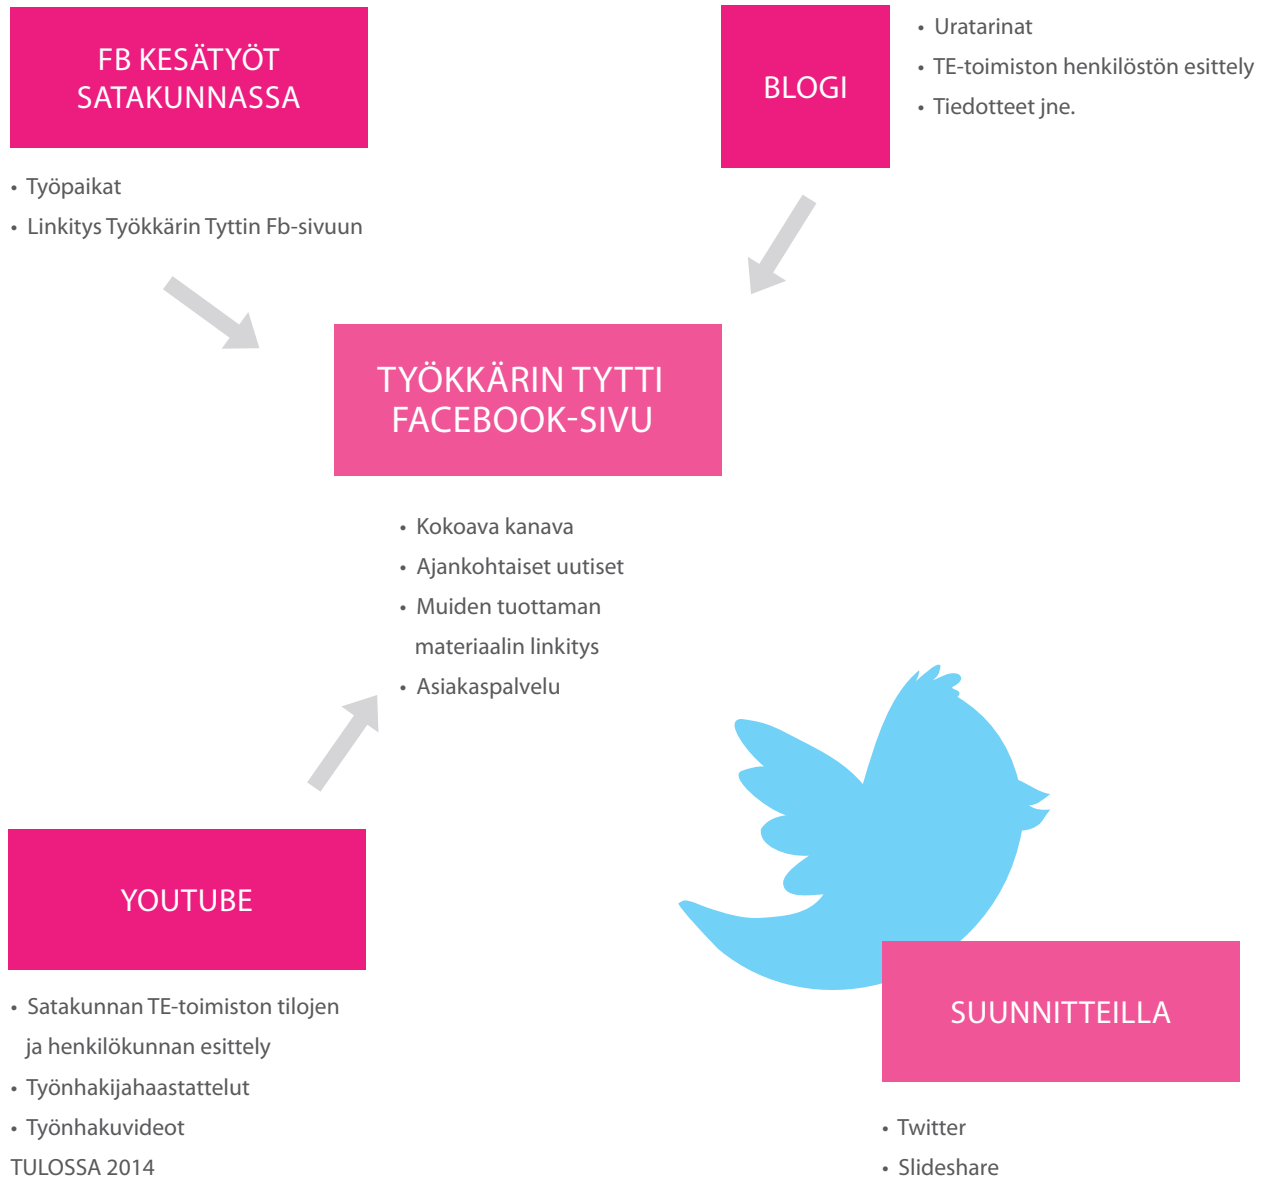 FB KESÄTYÖT
SATAKUNNASSA
• Työpaikat
• Linkitys Työkkärin Tyttin Fb-sivuun
BLOGI
• Uratarinat
• TE-toimiston henkilöstön esittely
• Tiedotteet jne.
TYÖKKÄRIN TYTTI
FACEBOOK-SIVU
• Kokoava kanava
• Ajankohtaiset uutiset
• Muiden tuottaman
materiaalin linkitys
• Asiakaspalvelu
YOUTUBE
• Satakunnan TE-toimiston tilojen
ja henkilökunnan esittely
• Työnhakijahaastattelut
• Työnhakuvideot
TULOSSA 2014
SUUNNITTEILLA
• Twitter
• Slideshare